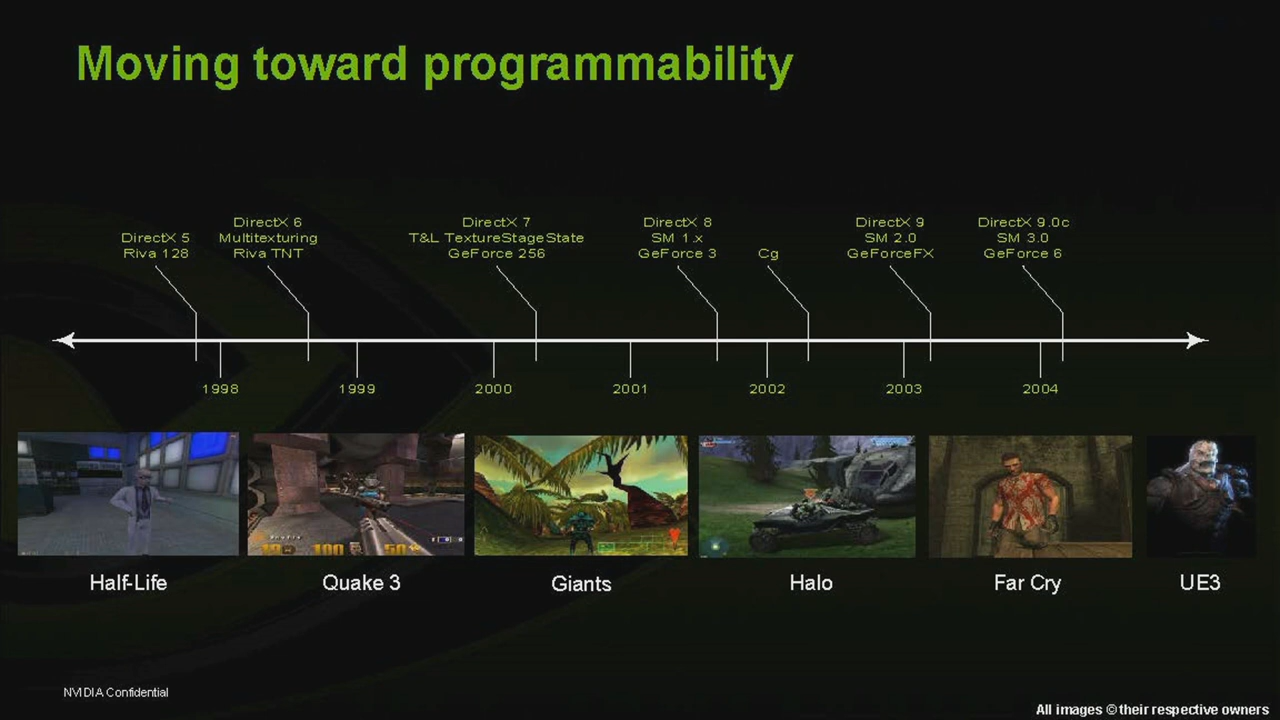 Moving toward programmability
DirectX 5
Riva 128
DirectX 6
Multitexturing
Riva TNT
DirectX 7
T&L TextureStageState
GeForce 256
DirectX 8
SM 1.x
GeForce 3
Cg
DirectX 9
SM 2.0
GeForceFX
DirectX 9.0c
SM 3.0
GeForce 6
1998
1999
2000
2001
2002
2003
2004
100
50
Half-Life
Quake 3
Giants
Halo
Far Cry
UE3
NVIDIA Confidential
All images © their respective owners